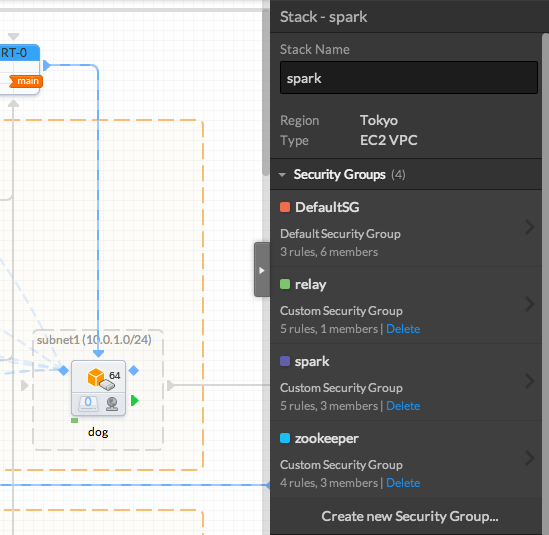 RT-0
main
subnet1 (10.0.1.0/24)
64
0
dog
Stack - spark
Stack Name
spark
Region Tokyo
Type EC2 VPC
Security Groups (4)
DefaultSG
Default Security Group
3 rules, 6 members
relay
Custom Security Group
5 rules, 1 members | Delete
spark
Custom Security Group
5 rules, 3 members | Delete
zookeeper
Custom Security Group
4 rules, 3 members | Delete
Create new Security Group...